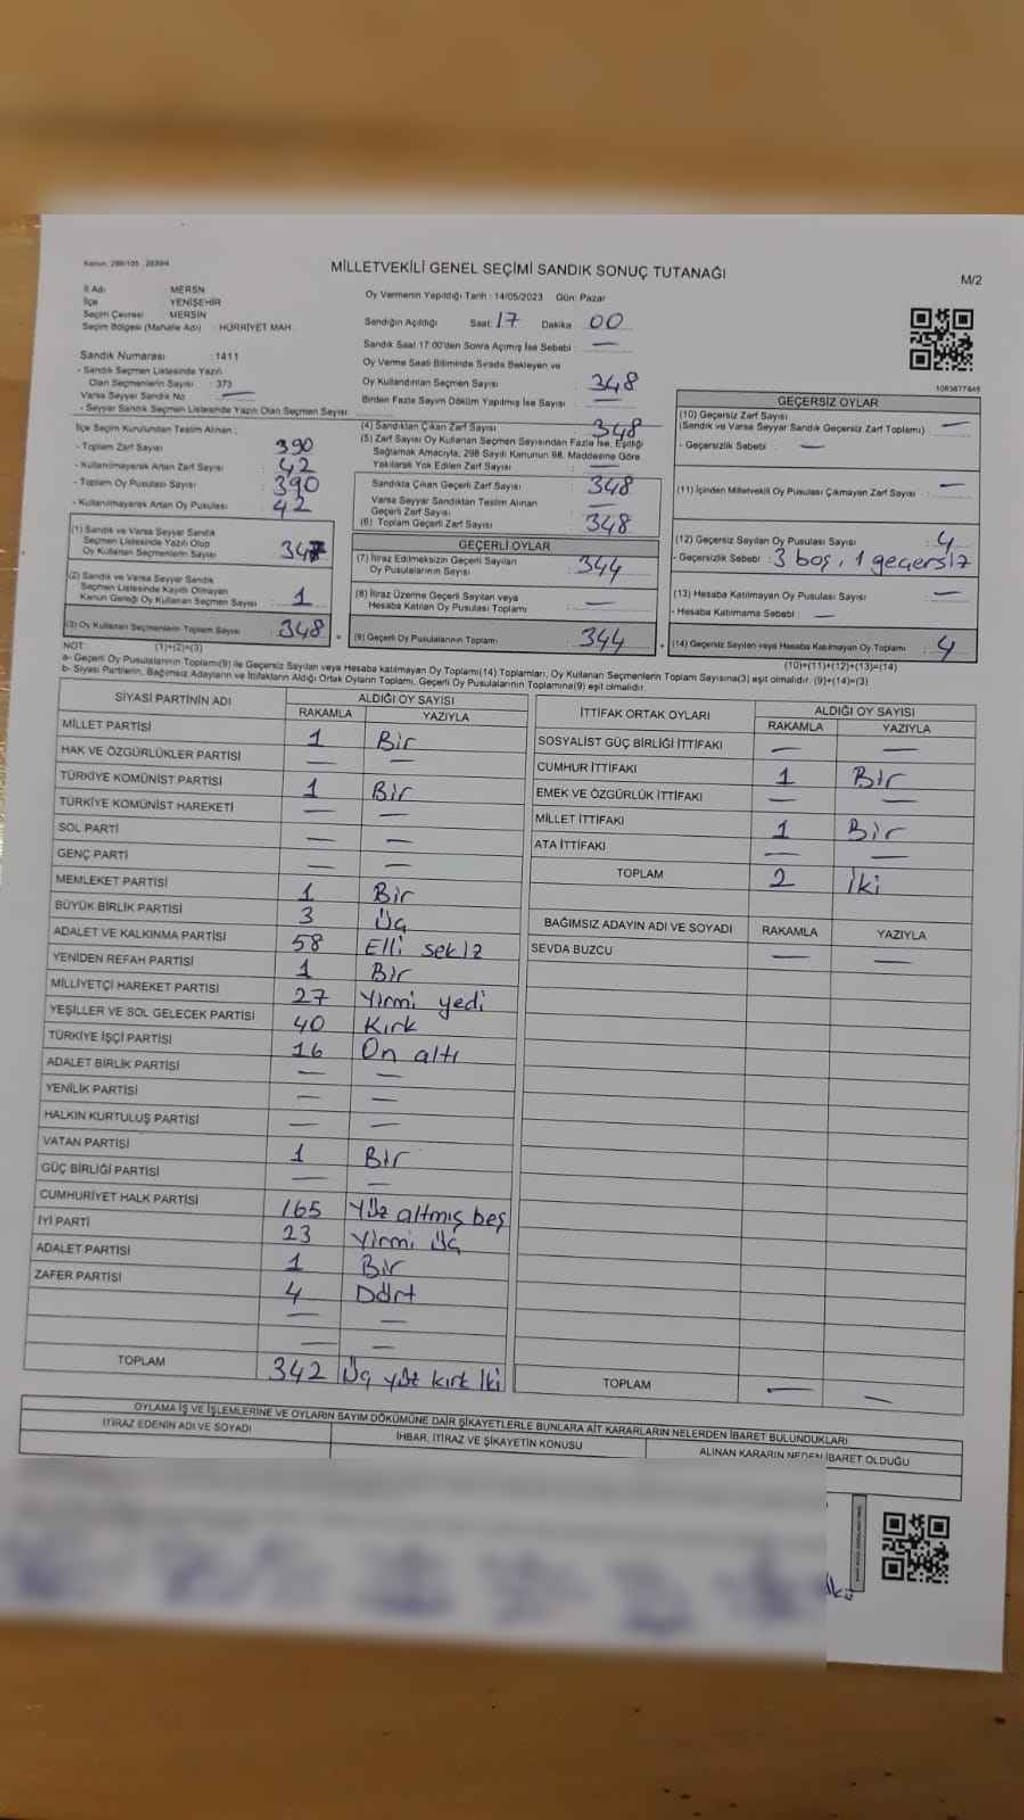 Kanun: 298/105 28394
MİLLETVEKİLİ GENEL SEÇİMİ SANDIK SONUÇ TUTANAĞI
M/2
İl Adı MERSN
İlçe YENİŞEHİR
Seçim Çevresi MERSİN
Seçim Bölgesi (Mahalle Adı) : HÜRRİYET MAH.
Oy Vermenin Yapıldığı Tarih : 14/05/2023 Gün: Pazar
Sandığın Açıldığı Saat: 17 Dakika 00
Sandık Saat 17:00'den Sonra Açılmış İse Sebebi : —
Oy Verme Saati Bitiminde Sırada Bekleyen ve
Oy Kullandırılan Seçmen Sayısı 348
Birden Fazla Sayım Döküm Yapılmış İse Sayısı —
1083877645
Sandık Numarası : 1411
- Sandık Seçmen Listesinde Yazılı
Olan Seçmenlerin Sayısı : 373
Varsa Seyyar Sandık No —
- Seyyar Sandık Seçmen Listesinde Yazılı Olan Seçmen Sayısı
İlçe Seçim Kurulundan Teslim Alınan :
- Toplam Zarf Sayısı 390
- Kullanılmayarak Artan Zarf Sayısı 42
- Toplam Oy Pusulası Sayısı 390
- Kullanılmayarak Artan Oy Pusulası 42
(1) Sandık ve Varsa Seyyar Sandık
Seçmen Listesinde Yazılı Olup
Oy Kullanan Seçmenlerin Sayısı 347
(2) Sandık ve Varsa Seyyar Sandık
Seçmen Listesinde Kayıtlı Olmayan
Kanun Gereği Oy Kullanan Seçmen Sayısı 1
(3) Oy Kullanan Seçmenlerin Toplam Sayısı 348
(1)+(2)=(3)
(4) Sandıktan Çıkan Zarf Sayısı 348
(5) Zarf Sayısı Oy Kullanan Seçmen Sayısından Fazla İse, Eşitliği
Sağlamak Amacıyla, 298 Sayılı Kanunun 98. Maddesine Göre
Yakılarak Yok Edilen Zarf Sayısı —
Sandıkta Çıkan Geçerli Zarf Sayısı 348
Varsa Seyyar Sandıktan Teslim Alınan
Geçerli Zarf Sayısı —
(6) Toplam Geçerli Zarf Sayısı 348
GEÇERLİ OYLAR
(7) İtiraz Edilmeksizin Geçerli Sayılan
Oy Pusulalarının Sayısı 344
(8) İtiraz Üzerine Geçerli Sayılan veya
Hesaba Katılan Oy Pusulası Toplamı —
(9) Geçerli Oy Pusulalarının Toplamı 344
GEÇERSİZ OYLAR
(10) Geçersiz Zarf Sayısı
(Sandık ve Varsa Seyyar Sandık Geçersiz Zarf Toplamı) —
- Geçersizlik Sebebi : —
(11) İçinden Milletvekili Oy Pusulası Çıkmayan Zarf Sayısı : —
(12) Geçersiz Sayılan Oy Pusulası Sayısı 4
- Geçersizlik Sebebi : 3 boş, 1 geçersiz
(13) Hesaba Katılmayan Oy Pusulası Sayısı —
- Hesaba Katılmama Sebebi : —
(14) Geçersiz Sayılan veya Hesaba Katılmayan Oy Toplamı 4
(10)+(11)+(12)+(13)=(14)
NOT:
a- Geçerli Oy Pusulalarının Toplamı(9) ile Geçersiz Sayılan veya Hesaba katılmayan Oy Toplamı(14) Toplamları, Oy Kullanan Seçmenlerin Toplam Sayısına(3) eşit olmalıdır. (9)+(14)=(3)
b- Siyasi Partilerin, Bağımsız Adayların ve İttifakların Aldığı Ortak Oyların Toplamı, Geçerli Oy Pusulalarının Toplamına(9) eşit olmalıdır.
SİYASİ PARTİNİN ADI ALDIĞI OY SAYISI
RAKAMLA YAZIYLA
MİLLET PARTİSİ 1 Bir
HAK VE ÖZGÜRLÜKLER PARTİSİ — —
TÜRKİYE KOMÜNİST PARTİSİ 1 Bir
TÜRKİYE KOMÜNİST HAREKETİ — —
SOL PARTİ — —
GENÇ PARTİ — —
MEMLEKET PARTİSİ 1 Bir
BÜYÜK BİRLİK PARTİSİ 3 Üç
ADALET VE KALKINMA PARTİSİ 58 Elli sekiz
YENİDEN REFAH PARTİSİ 1 Bir
MİLLİYETÇİ HAREKET PARTİSİ 27 Yirmi yedi
YEŞİLLER VE SOL GELECEK PARTİSİ 40 Kırk
TÜRKİYE İŞÇİ PARTİSİ 16 On altı
ADALET BİRLİK PARTİSİ — —
YENİLİK PARTİSİ — —
HALKIN KURTULUŞ PARTİSİ — —
VATAN PARTİSİ 1 Bir
GÜÇ BİRLİĞİ PARTİSİ — —
CUMHURİYET HALK PARTİSİ 165 Yüz altmış beş
İYİ PARTİ 23 Yirmi üç
ADALET PARTİSİ 1 Bir
ZAFER PARTİSİ 4 Dört
— —
— —
TOPLAM 342 Üç yüz kırk iki
İTTİFAK ORTAK OYLARI ALDIĞI OY SAYISI
RAKAMLA YAZIYLA
SOSYALİST GÜÇ BİRLİĞİ İTTİFAKI — —
CUMHUR İTTİFAKI 1 Bir
EMEK VE ÖZGÜRLÜK İTTİFAKI — —
MİLLET İTTİFAKI 1 Bir
ATA İTTİFAKI — —
TOPLAM 2 İki
BAĞIMSIZ ADAYIN ADI VE SOYADI RAKAMLA YAZIYLA
SEVDA BUZCU — —
TOPLAM — —
OYLAMA İŞ VE İŞLEMLERİNE VE OYLARIN SAYIM DÖKÜMÜNE DAİR ŞİKAYETLERLE BUNLARA AİT KARARLARIN NELERDEN İBARET BULUNDUKLARI
İTİRAZ EDENİN ADI VE SOYADI İHBAR, İTİRAZ VE ŞİKAYETİN KONUSU ALINAN KARARIN NEDEN İBARET OLDUĞU